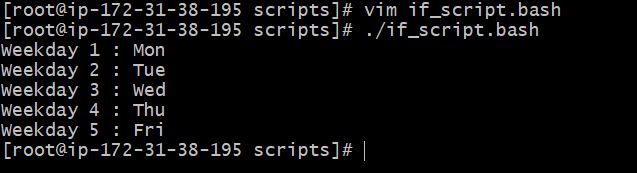 [root@ip-172-31-38-195 scripts]# vim if_script.bash
[root@ip-172-31-38-195 scripts]# ./if_script.bash
Weekday 1 : Mon
Weekday 2 : Tue
Weekday 3 : Wed
Weekday 4 : Thu
Weekday 5 : Fri
[root@ip-172-31-38-195 scripts]#